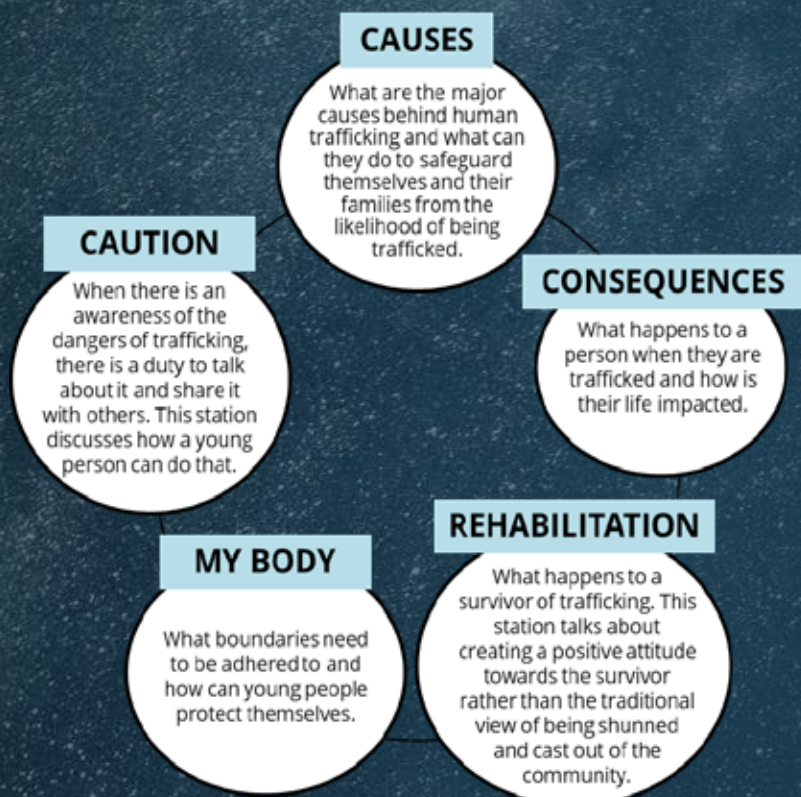 CAUSES
What are the major
causes behind human
trafficking and what can
they do to safeguard
themselves and their
families from the
likelihood of being
trafficked.
CONSEQUENCES
What happens to a
person when they are
trafficked and how is
their life impacted.
REHABILITATION
What happens to a
survivor of trafficking. This
station talks about
creating a positive attitude
towards the survivor
rather than the traditional
view of being shunned
and cast out of the
community.
MY BODY
What boundaries need
to be adhered to and
how can young people
protect themselves.
CAUTION
When there is an
awareness of the
dangers of trafficking,
there is a duty to talk
about it and share it
with others. This station
discusses how a young
person can do that.